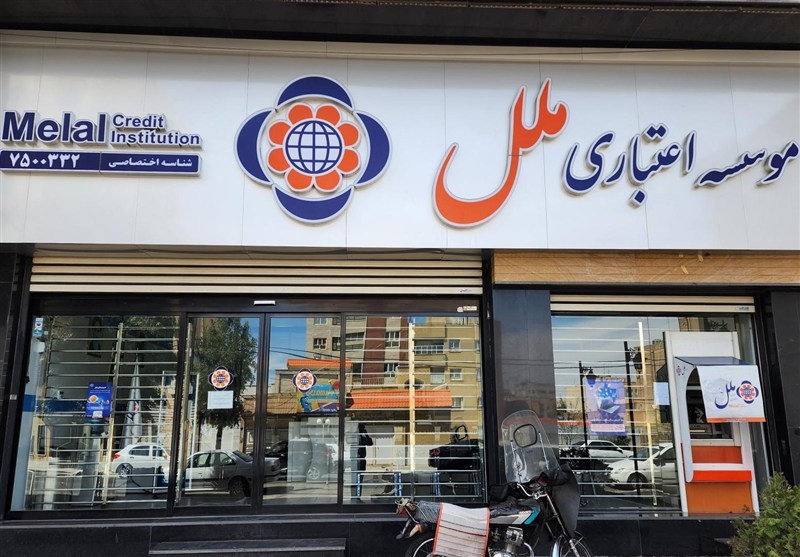 موسسه اعتباری ملل
Melal Credit
Institution
شناسه اختصاصی | ۷۵۰۰۳۳۲
ملل